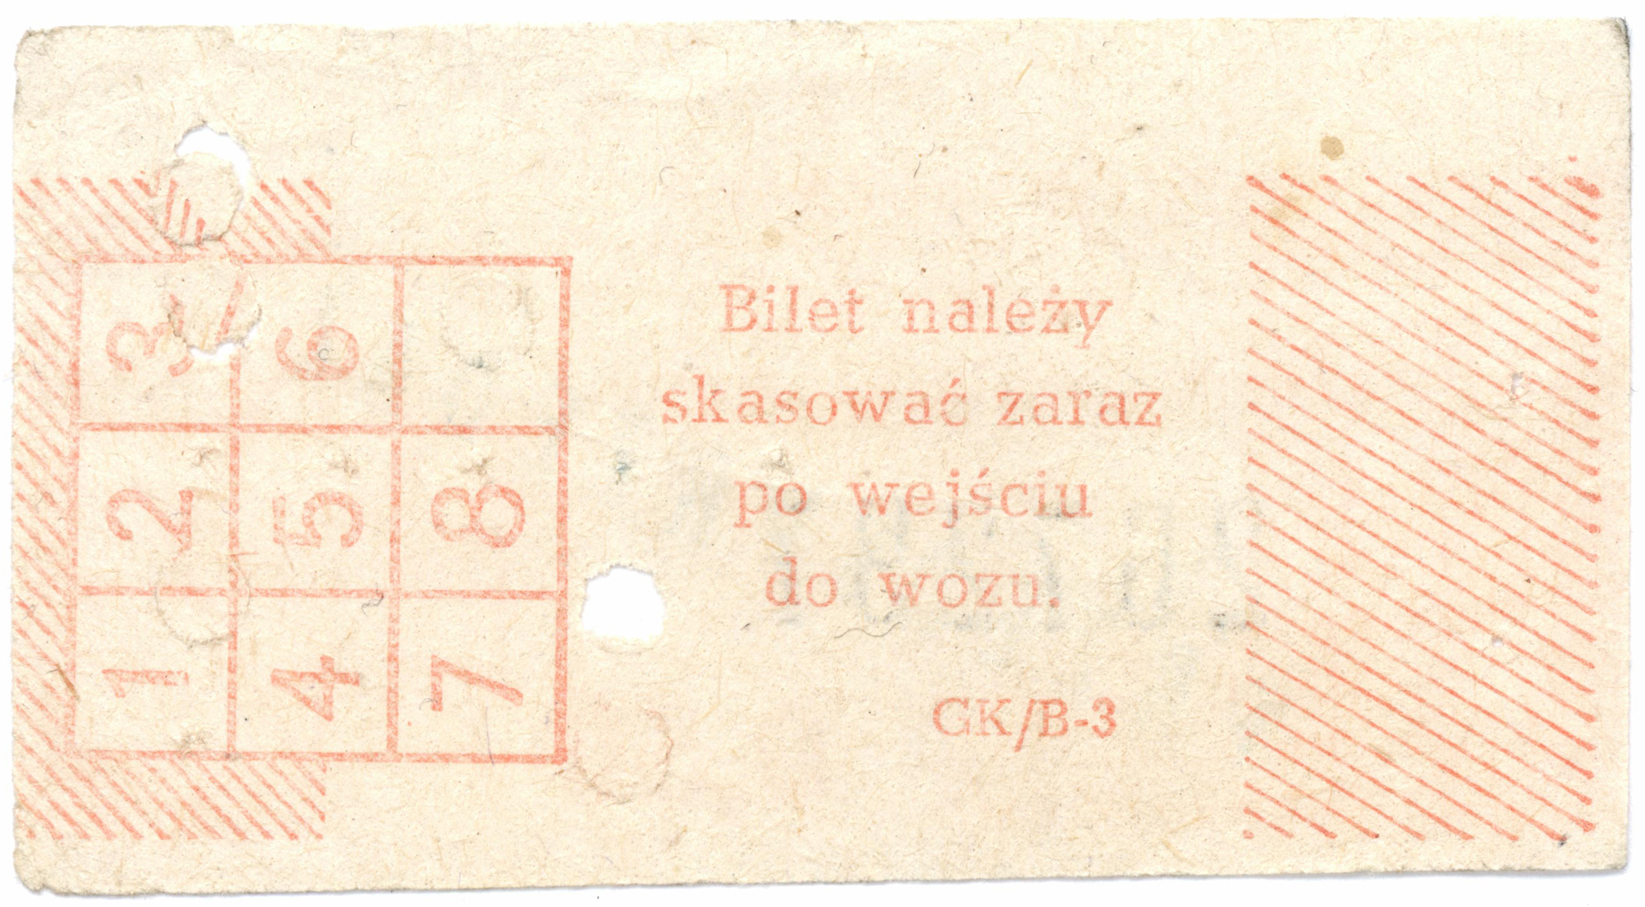 3 6
2 5 8
1 4 7
Bilet należy
skasować zaraz
po wejściu
do wozu.
GK/B-3